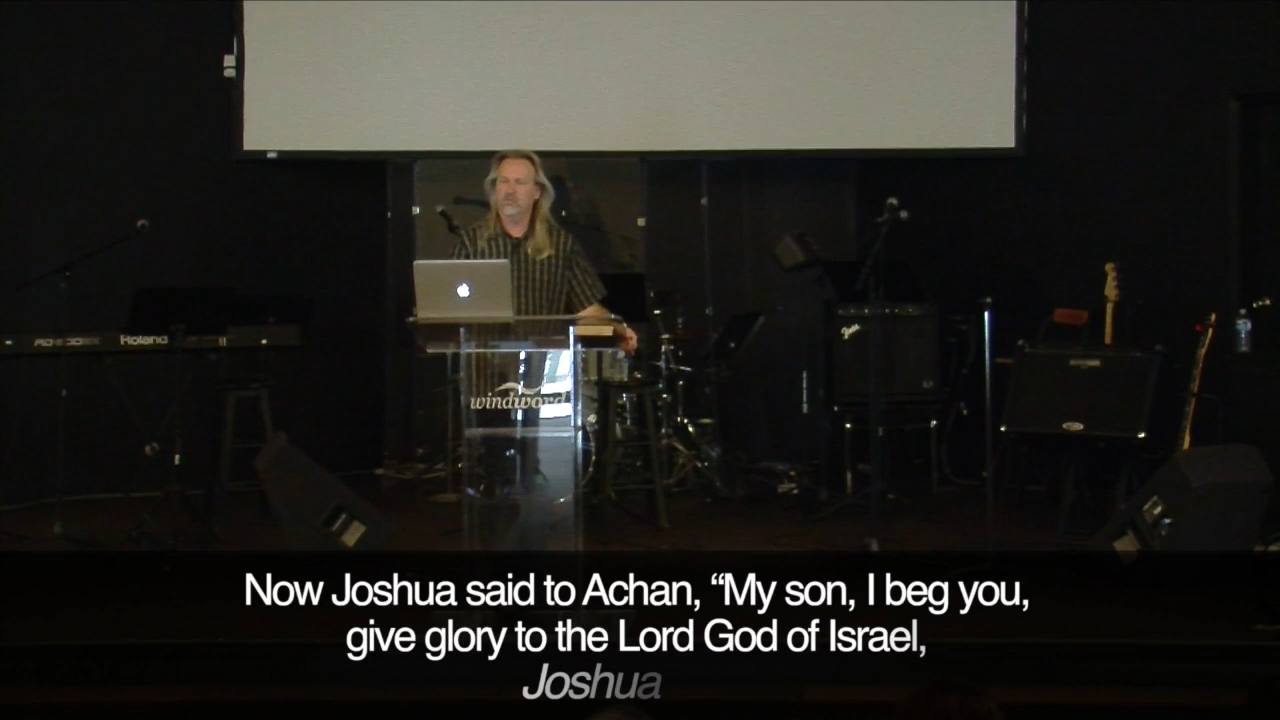 Roland
Fender
windword
Now Joshua said to Achan, “My son, I beg you,
give glory to the Lord God of Israel,
Joshua